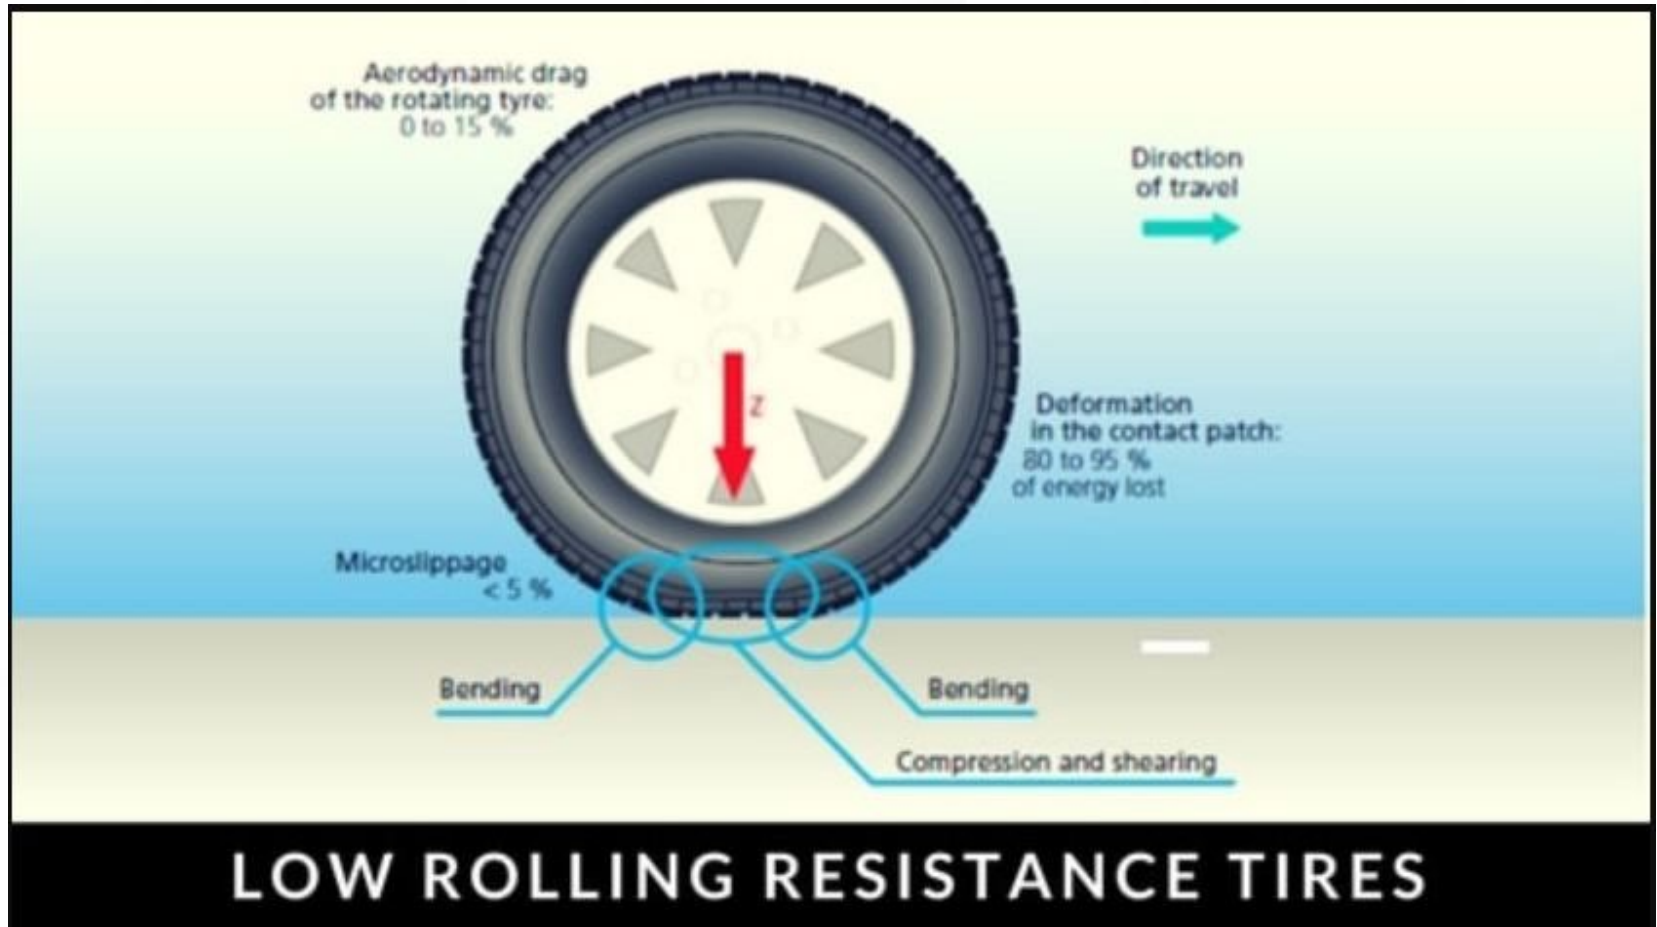 Aerodynamic drag
of the rotating tyre:
0 to 15 %
Direction
of travel
Z
Deformation
in the contact patch:
80 to 95 %
of energy lost
Microslippage
< 5 %
Bending
Bending
Compression and shearing
LOW ROLLING RESISTANCE TIRES